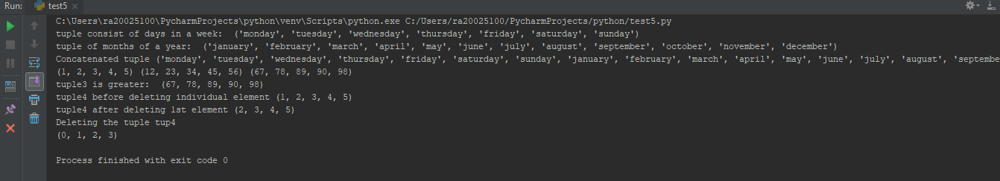 Run: test5
C:\Users\ra20025100\PycharmProjects\python\venv\Scripts\python.exe C:/Users/ra20025100/PycharmProjects/python/test5.py
tuple consist of days in a week:  ('monday', 'tuesday', 'wednesday', 'thursday', 'friday', 'saturday', 'sunday')
tuple of months of a year:  ('january', 'february', 'march', 'april', 'may', 'june', 'july', 'august', 'september', 'october', 'november', 'december')
Concatenated tuple ('monday', 'tuesday', 'wednesday', 'thursday', 'friday', 'saturday', 'sunday', 'january', 'february', 'march', 'april', 'may', 'june', 'july', 'august', 'septembe
(1, 2, 3, 4, 5) (12, 23, 34, 45, 56) (67, 78, 89, 90, 98)
tuple3 is greater:  (67, 78, 89, 90, 98)
tuple4 before deleting individual element (1, 2, 3, 4, 5)
tuple4 after deleting 1st element (2, 3, 4, 5)
Deleting the tuple tup4
(0, 1, 2, 3)
Process finished with exit code 0